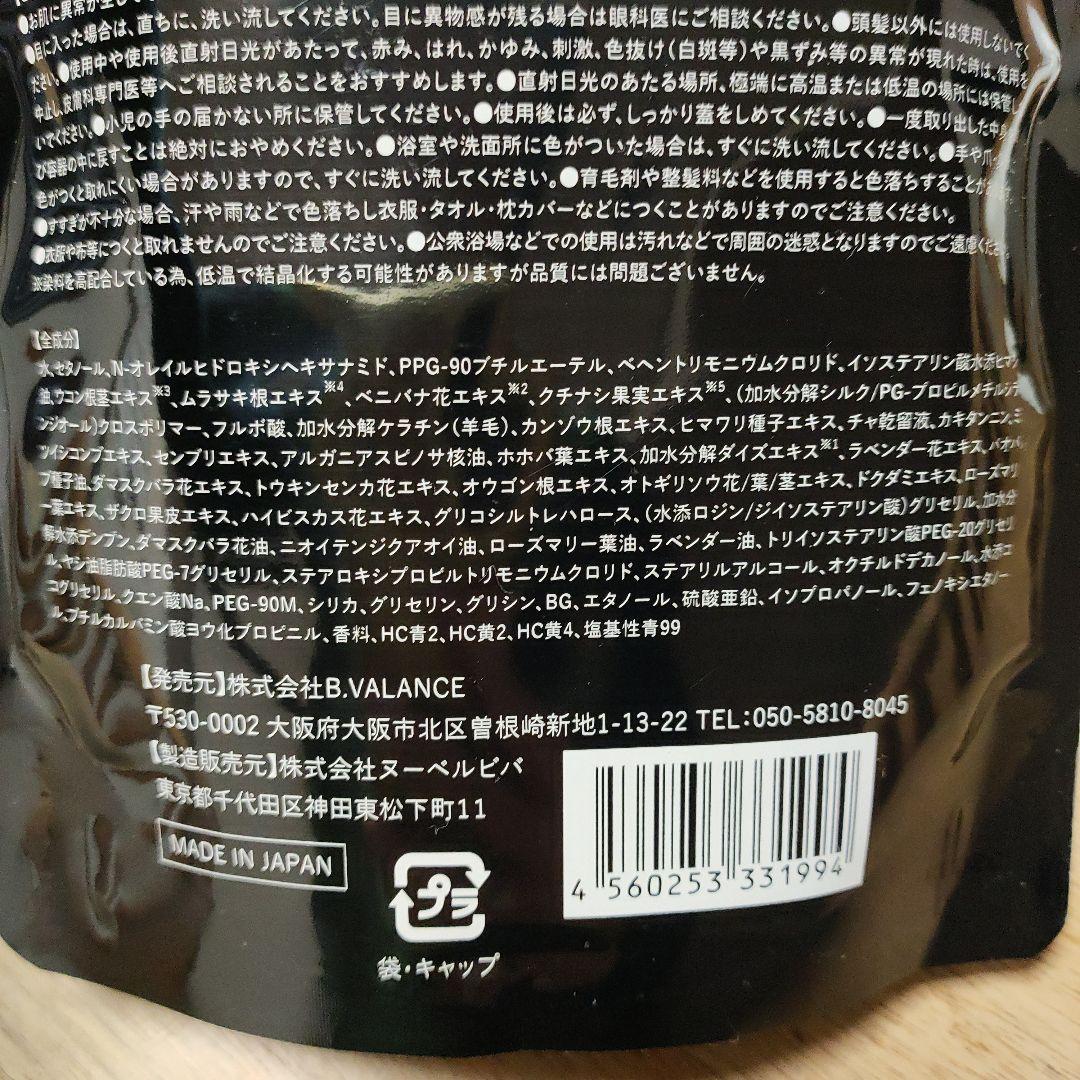 ●お肌に異常が生じて
●目に入った場合は、直ちに、洗い流してください。目に異物感が残る場合は眼科医にご相談ください。●頭髪以外には使用しないでく
ださい。●使用中や使用後直射日光があたって、赤み、はれ、かゆみ、刺激、色抜け(白斑等)や黒ずみ等の異常が現れた時は、使用を
中止し、皮膚科専門医等へご相談されることをおすすめします。●直射日光のあたる場所、極端に高温または低温の場所には保管し
ないでください。●小児の手の届かない所に保管してください。●使用後は必ず、しっかり蓋をしめてください。●一度取り出した中身
び容器の中に戻すことは絶対におやめください。●浴室や洗面所に色がついた場合は、すぐに洗い流してください。●手や爪
色がつくと取れにくい場合がありますので、すぐに洗い流してください。●育毛剤や整髪料などを使用すると色落ちすることがあ
●すすぎが不十分な場合、汗や雨などで色落ちし衣服・タオル・枕カバーなどにつくことがありますのでご注意ください。
●衣服や布等につくと取れませんのでご注意ください。●公衆浴場などでの使用は汚れなどで周囲の迷惑となりますのでご遠慮くださ
※染料を高配合している為、低温で結晶化する可能性がありますが品質には問題ございません。
【全成分】
水、セタノール、N-オレイルヒドロキシヘキサナミド、PPG-90ブチルエーテル、ベヘントリモニウムクロリド、イソステアリン酸水添ヒマシ
油、ウコン根茎エキス※3、ムラサキ根エキス※4、ベニバナ花エキス※2、クチナシ果実エキス※5、(加水分解シルク/PG-プロピルメチルシラ
ンジオール)クロスポリマー、フルボ酸、加水分解ケラチン(羊毛)、カンゾウ根エキス、ヒマワリ種子エキス、チャ乾留液、カキタンニン、ミ
ツイシコンブエキス、センブリエキス、アルガニアスピノサ核油、ホホバ葉エキス、加水分解ダイズエキス※1、ラベンダー花エキス、バオバ
ブ種子油、ダマスクバラ花エキス、トウキンセンカ花エキス、オウゴン根エキス、オトギリソウ花/葉/茎エキス、ドクダミエキス、ローズマリ
ー葉エキス、ザクロ果皮エキス、ハイビスカス花エキス、グリコシルトレハロース、(水添ロジン/ジイソステアリン酸)グリセリル、加水分
解水添デンプン、ダマスクバラ花油、ニオイテンジクアオイ油、ローズマリー葉油、ラベンダー油、トリイソステアリン酸PEG-20グリセリ
ル、ヤシ油脂肪酸PEG-7グリセリル、ステアロキシプロピルトリモニウムクロリド、ステアリルアルコール、オクチルドデカノール、水添コ
コグリセリル、クエン酸Na、PEG-90M、シリカ、グリセリン、グリシン、BG、エタノール、硫酸亜鉛、イソプロパノール、フェノキシエタノー
ル、ブチルカルバミン酸ヨウ化プロピニル、香料、HC青2、HC黄2、HC黄4、塩基性青99
【発売元】株式会社B.VALANCE
〒530-0002 大阪府大阪市北区曽根崎新地1-13-22 TEL:050-5810-8045
【製造販売元】株式会社ヌーベルビバ
東京都千代田区神田東松下町11
MADE IN JAPAN
プラ
袋・キャップ
4 560253 331994